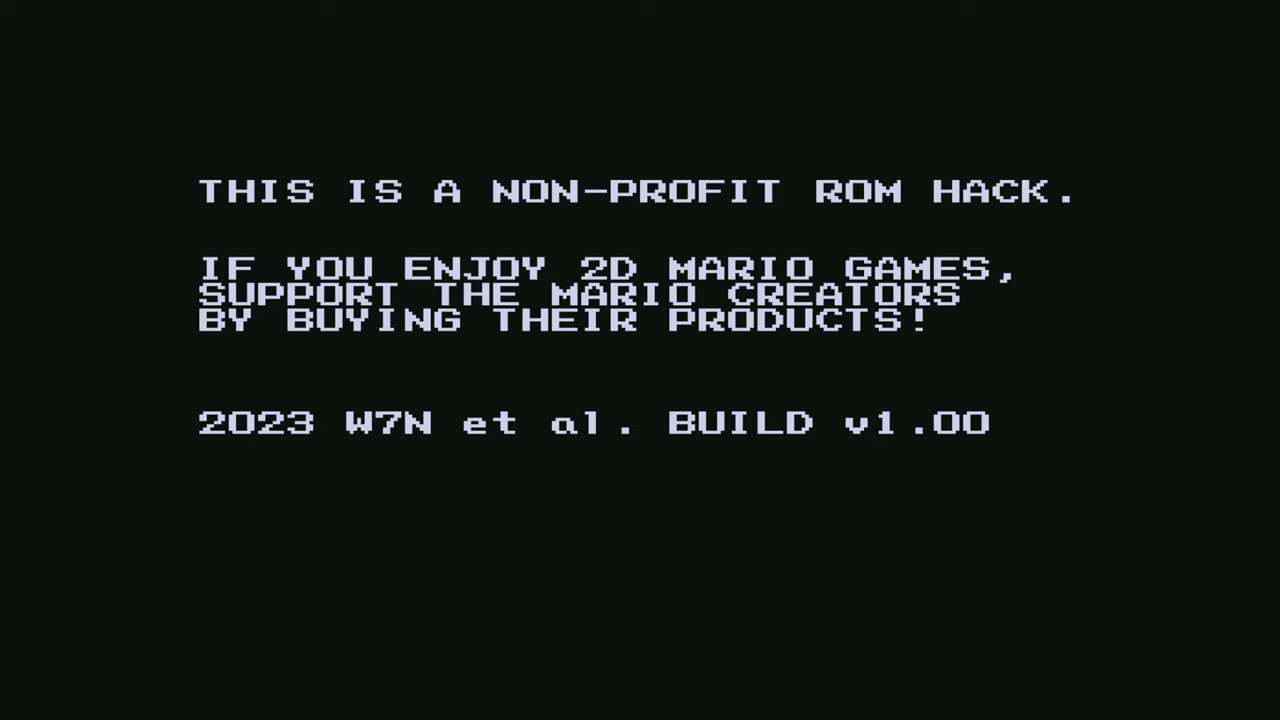 THIS IS A NON-PROFIT ROM HACK.
IF YOU ENJOY 2D MARIO GAMES,
SUPPORT THE MARIO CREATORS
BY BUYING THEIR PRODUCTS!
2023 W7N et al. BUILD v1.00